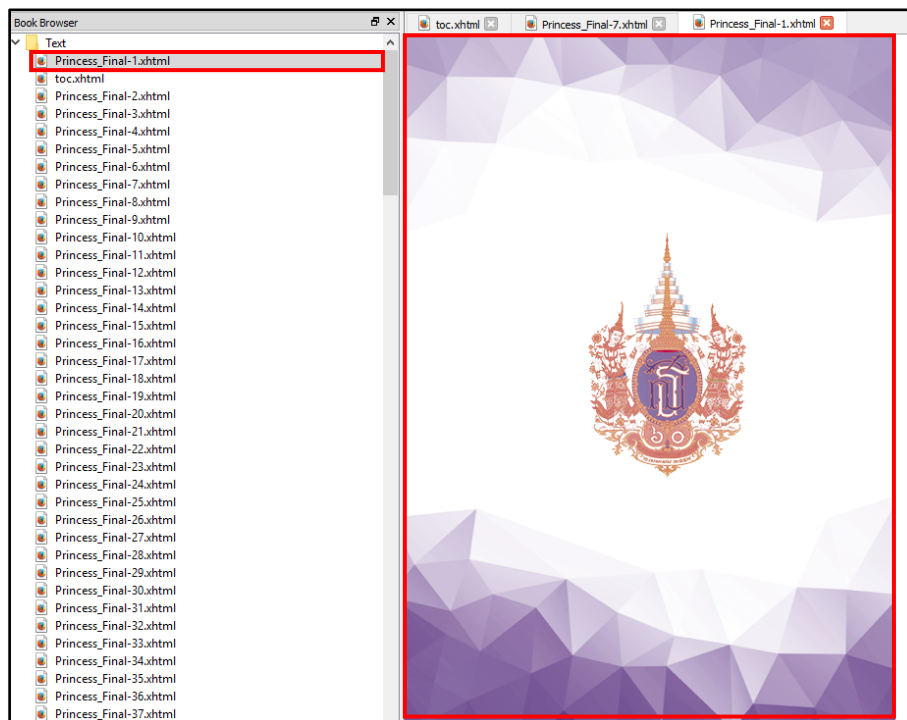 Book Browser
toc.xhtml
Princess_Final-7.xhtml
Princess_Final-1.xhtml
Text
Princess_Final-1.xhtml
toc.xhtml
Princess_Final-2.xhtml
Princess_Final-3.xhtml
Princess_Final-4.xhtml
Princess_Final-5.xhtml
Princess_Final-6.xhtml
Princess_Final-7.xhtml
Princess_Final-8.xhtml
Princess_Final-9.xhtml
Princess_Final-10.xhtml
Princess_Final-11.xhtml
Princess_Final-12.xhtml
Princess_Final-13.xhtml
Princess_Final-14.xhtml
Princess_Final-15.xhtml
Princess_Final-16.xhtml
Princess_Final-17.xhtml
Princess_Final-18.xhtml
Princess_Final-19.xhtml
Princess_Final-20.xhtml
Princess_Final-21.xhtml
Princess_Final-22.xhtml
Princess_Final-23.xhtml
Princess_Final-24.xhtml
Princess_Final-25.xhtml
Princess_Final-26.xhtml
Princess_Final-27.xhtml
Princess_Final-28.xhtml
Princess_Final-29.xhtml
Princess_Final-30.xhtml
Princess_Final-31.xhtml
Princess_Final-32.xhtml
Princess_Final-33.xhtml
Princess_Final-34.xhtml
Princess_Final-35.xhtml
Princess_Final-36.xhtml
Princess_Final-37.xhtml
๖๐